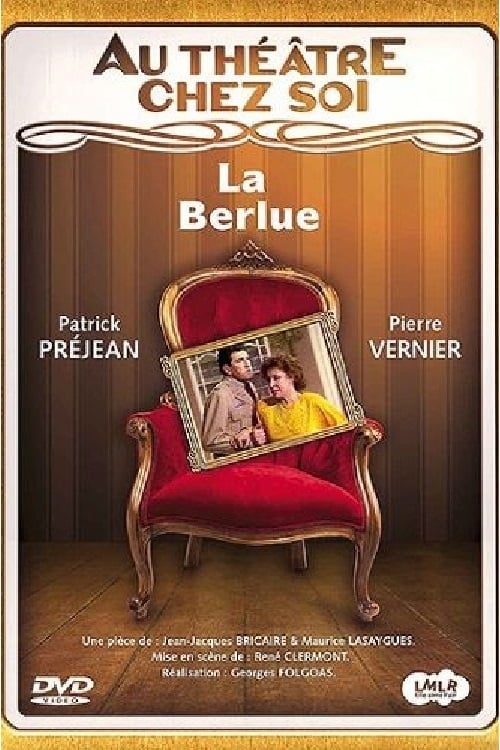 AU THÉÂTRE
CHEZ SOI
La
Berlue
Patrick
PRÉJEAN
Pierre
VERNIER
Une pièce de : Jean-Jacques BRICAIRE & Maurice LASAYGUES.
Mise en scène de : René CLERMONT.
Réalisation : Georges FOLGOAS.
DVD
VIDEO
LMLR